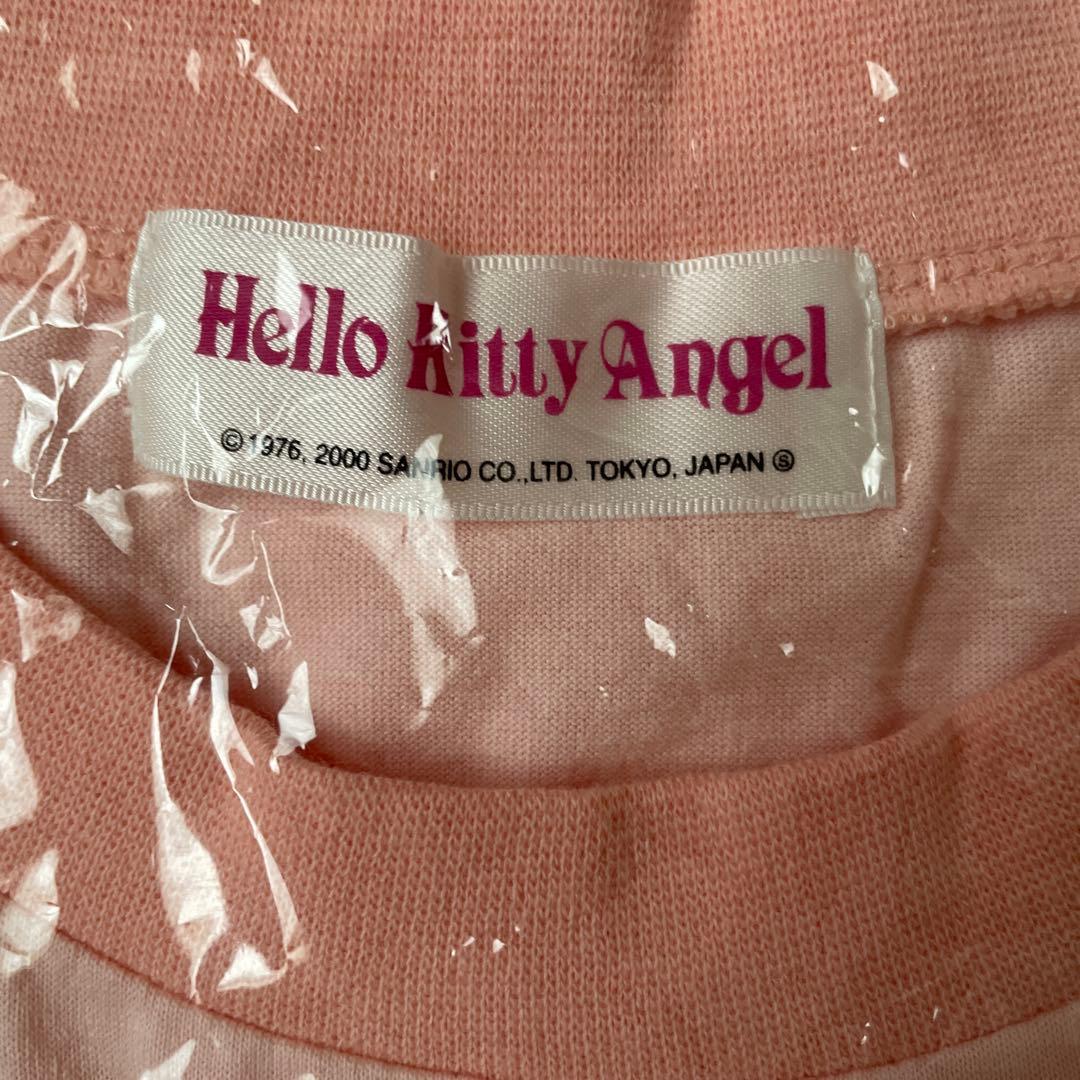 Hello Kitty Angel
©1976, 2000 SANRIO CO.,LTD. TOKYO, JAPAN Ⓢ